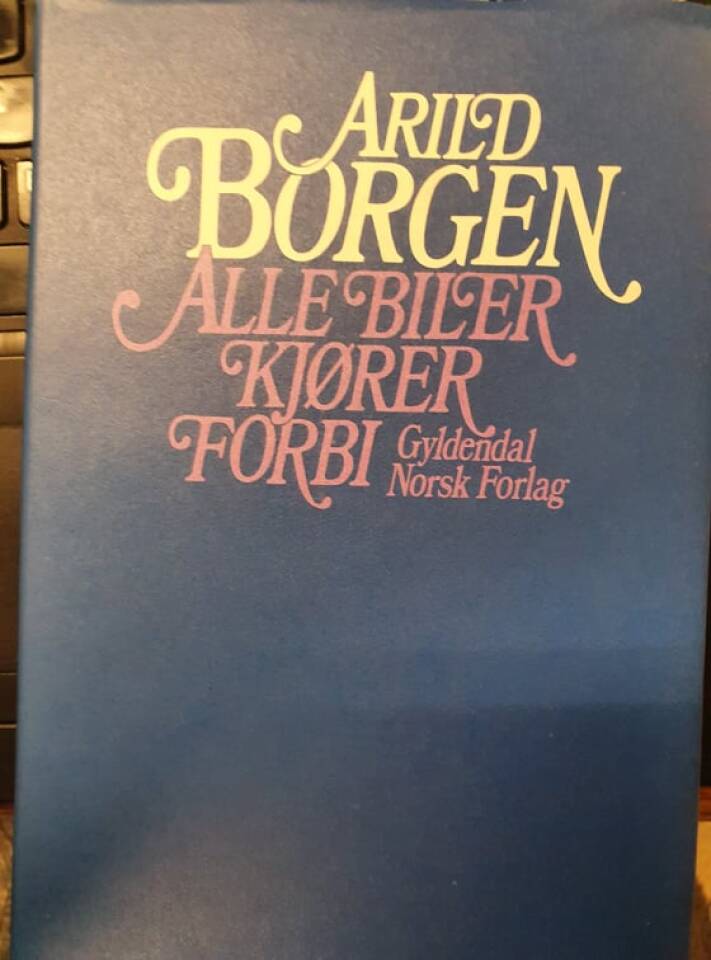 ARILD
BORGEN
ALLE BILER
KJØRER
FORBI
Gyldendal
Norsk Forlag